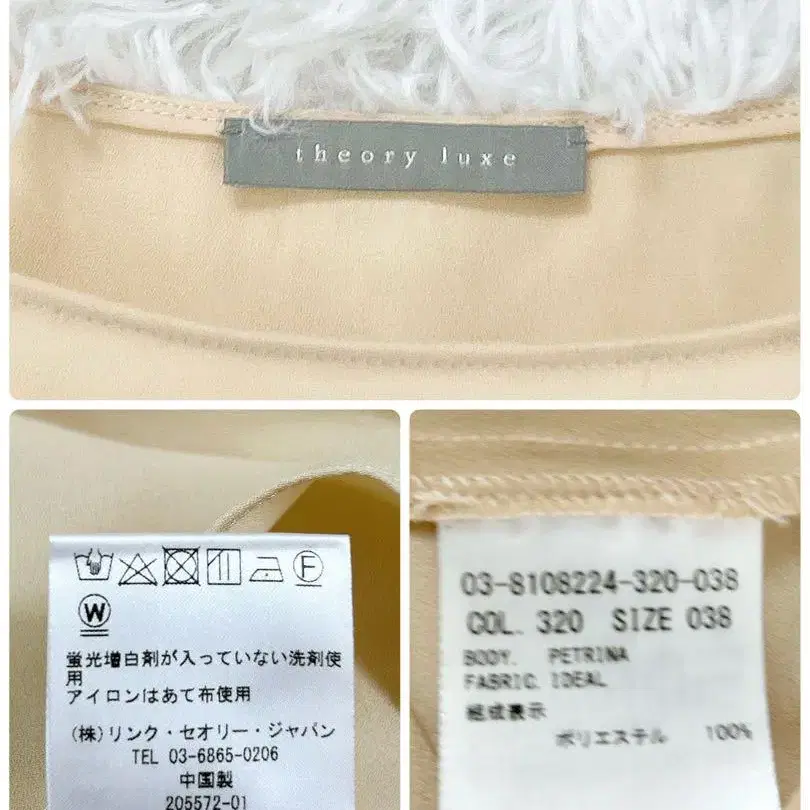 theory luxe
F
W
蛍光増白剤が入っていない洗剤使
用
アイロンはあて布使用
(株)リンク・セオリー・ジャパン
TEL 03-6865-0206
中国製
205572-01
03-8108224-320-038
COL. 320 SIZE 038
BODY. PETRINA
FABRIC. IDEAL
組成表示
ポリエステル 100%